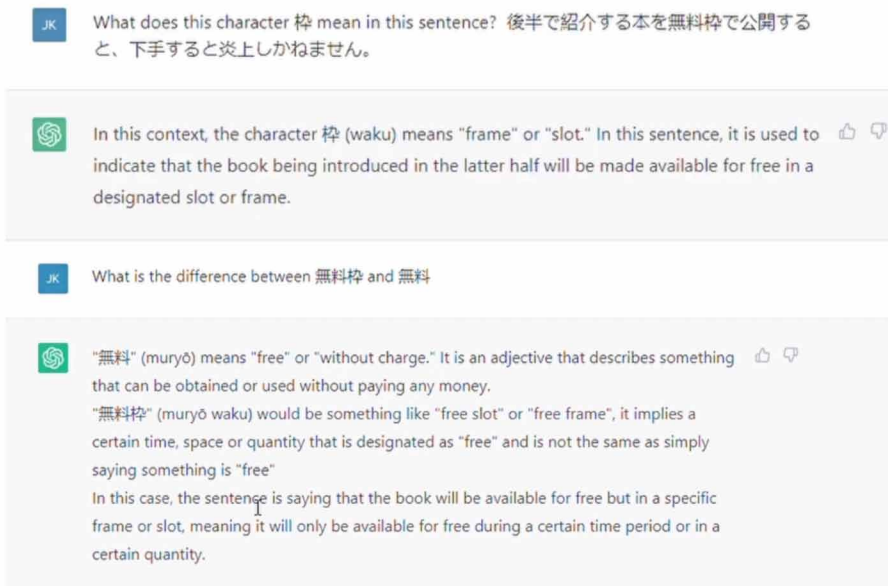 JK
What does this character 枠 mean in this sentence? 後半で紹介する本を無料枠で公開する
と、下手すると炎上しかねません。
In this context, the character 枠 (waku) means "frame" or "slot." In this sentence, it is used to
indicate that the book being introduced in the latter half will be made available for free in a
designated slot or frame.
JK
What is the difference between 無料枠 and 無料
"無料" (muryō) means "free" or "without charge." It is an adjective that describes something
that can be obtained or used without paying any money.
"無料枠" (muryō waku) would be something like "free slot" or "free frame", it implies a
certain time, space or quantity that is designated as "free" and is not the same as simply
saying something is "free"
In this case, the sentence is saying that the book will be available for free but in a specific
frame or slot, meaning it will only be available for free during a certain time period or in a
certain quantity.